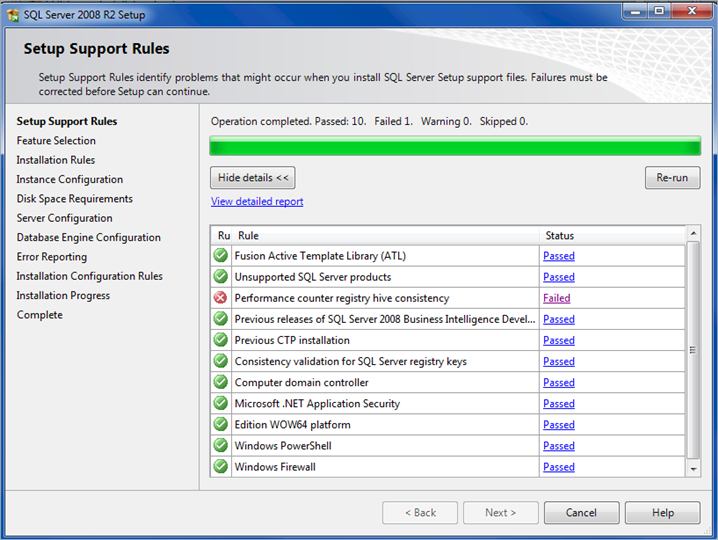 SQL Server 2008 R2 Setup
Setup Support Rules
Setup Support Rules identify problems that might occur when you install SQL Server Setup support files. Failures must be
corrected before Setup can continue.
Setup Support Rules
Feature Selection
Installation Rules
Instance Configuration
Disk Space Requirements
Server Configuration
Database Engine Configuration
Error Reporting
Installation Configuration Rules
Installation Progress
Complete
Operation completed. Passed: 10. Failed 1. Warning 0. Skipped 0.
Hide details <<
Re-run
View detailed report
Ru Rule Status
Fusion Active Template Library (ATL) Passed
Unsupported SQL Server products Passed
Performance counter registry hive consistency Failed
Previous releases of SQL Server 2008 Business Intelligence Devel... Passed
Previous CTP installation Passed
Consistency validation for SQL Server registry keys Passed
Computer domain controller Passed
Microsoft .NET Application Security Passed
Edition WOW64 platform Passed
Windows PowerShell Passed
Windows Firewall Passed
< Back Next > Cancel Help